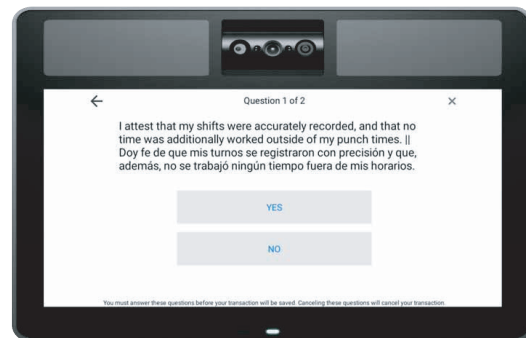 Question 1 of 2
I attest that my shifts were accurately recorded, and that no
time was additionally worked outside of my punch times. ||
Doy fe de que mis turnos se registraron con precisión y que,
además, no se trabajó ningún tiempo fuera de mis horarios.
YES
NO
You must answer these questions before your transaction will be saved. Canceling these questions will cancel your transaction.